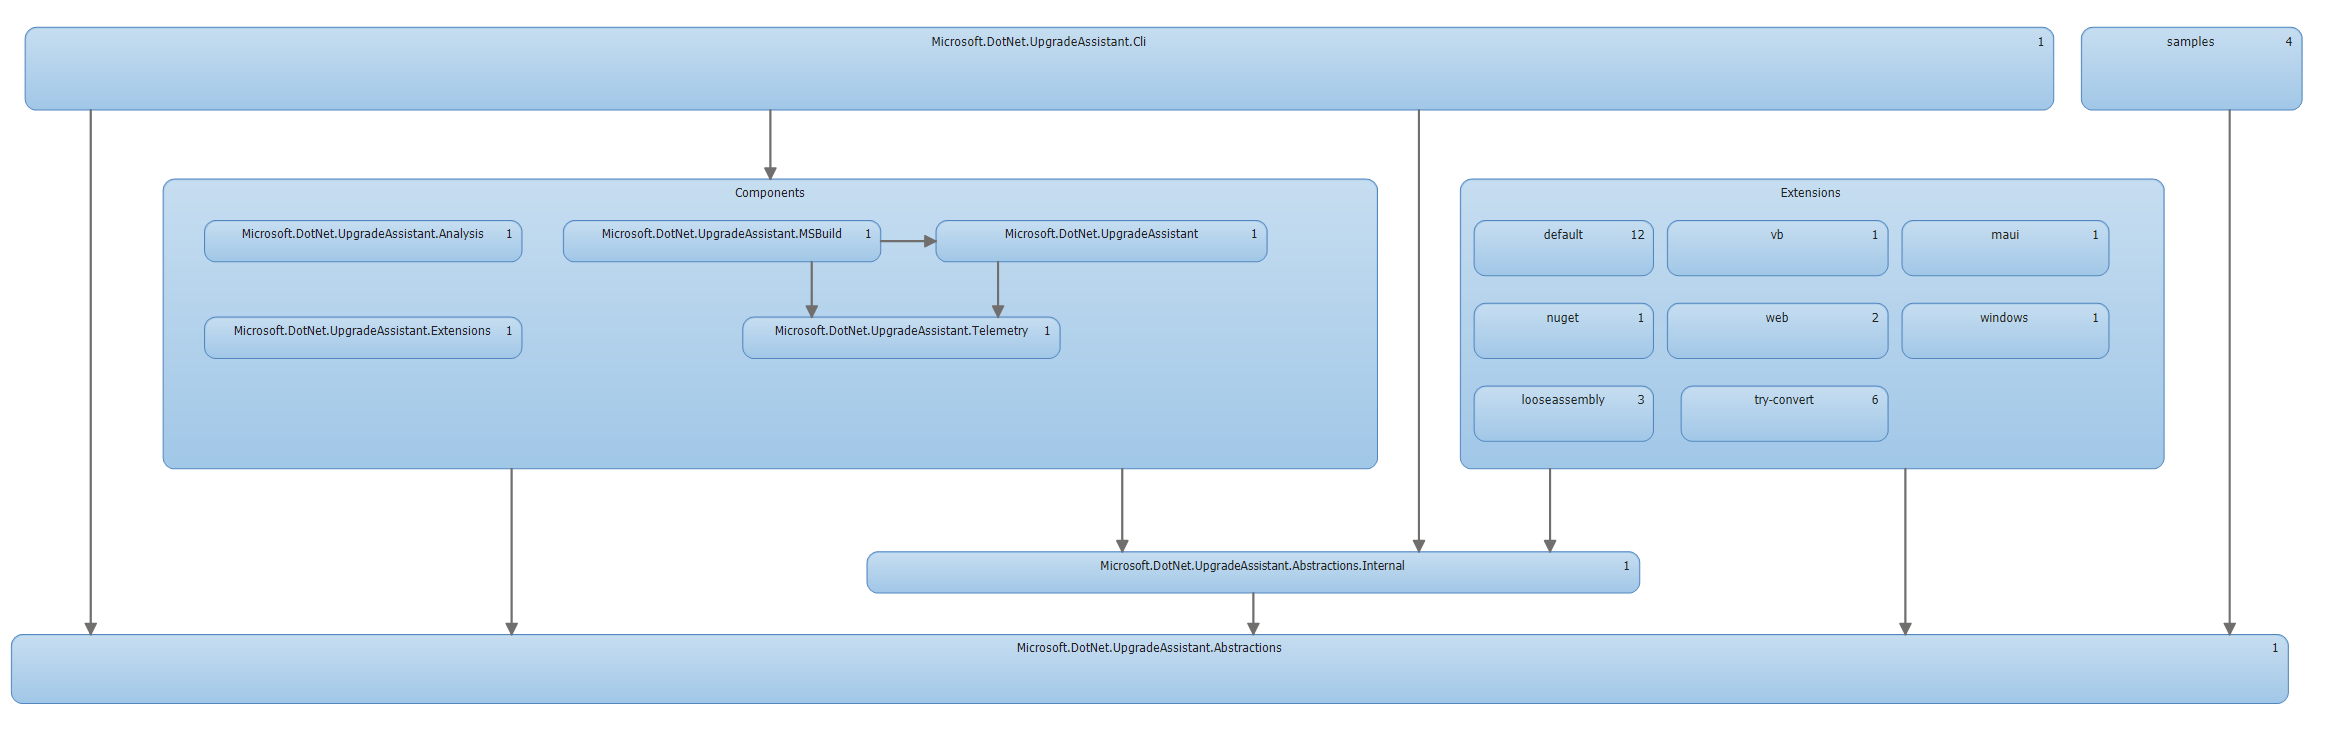 Microsoft.DotNet.UpgradeAssistant.Cli 1
samples 4
Components
Microsoft.DotNet.UpgradeAssistant.Analysis 1
Microsoft.DotNet.UpgradeAssistant.MSBuild 1
Microsoft.DotNet.UpgradeAssistant 1
Microsoft.DotNet.UpgradeAssistant.Extensions 1
Microsoft.DotNet.UpgradeAssistant.Telemetry 1
Extensions
default 12
vb 1
maui 1
nuget 1
web 2
windows 1
looseassembly 3
try-convert 6
Microsoft.DotNet.UpgradeAssistant.Abstractions.Internal 1
Microsoft.DotNet.UpgradeAssistant.Abstractions 1